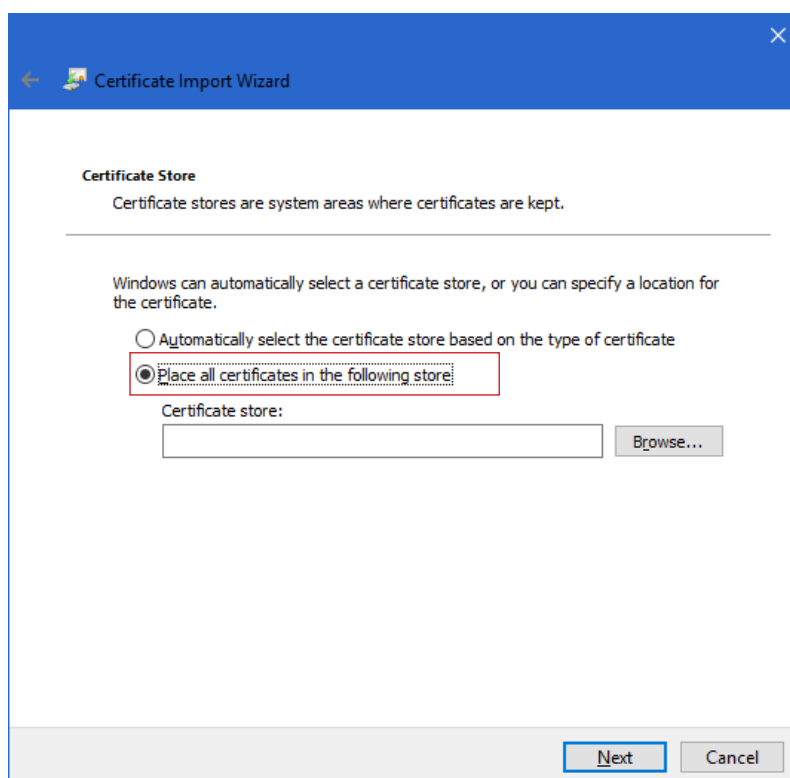 Certificate Import Wizard
Certificate Store
Certificate stores are system areas where certificates are kept.
Windows can automatically select a certificate store, or you can specify a location for
the certificate.
Automatically select the certificate store based on the type of certificate
Place all certificates in the following store
Certificate store:
Browse...
Next
Cancel